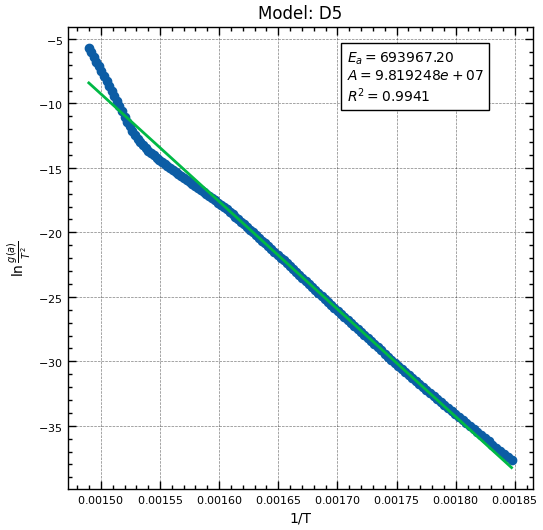 Model: D5
E_a = 693967.20
A = 9.819248e + 07
R^2 = 0.9941
−5
−10
−15
−20
−25
−30
−35
ln g(a)/T^2
0.00150 0.00155 0.00160 0.00165 0.00170 0.00175 0.00180 0.00185
1/T